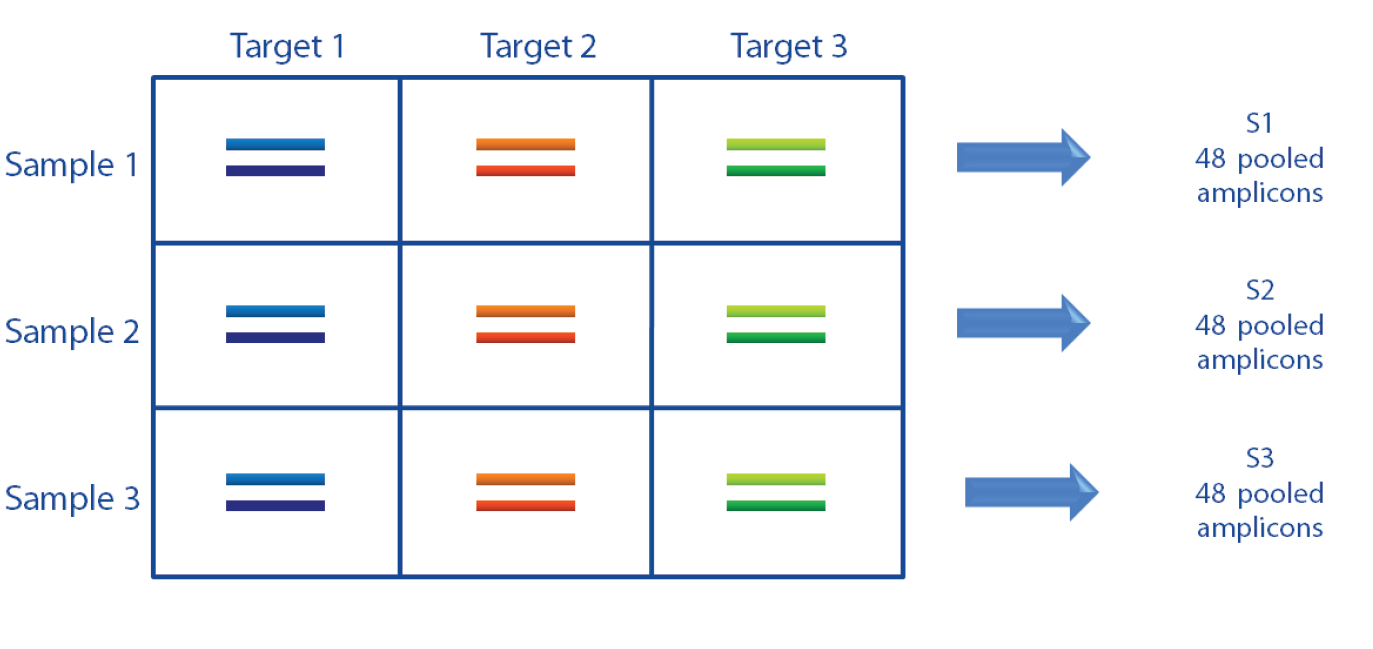 Target 1
Target 2
Target 3
Sample 1
S1
48 pooled
amplicons
Sample 2
S2
48 pooled
amplicons
Sample 3
S3
48 pooled
amplicons